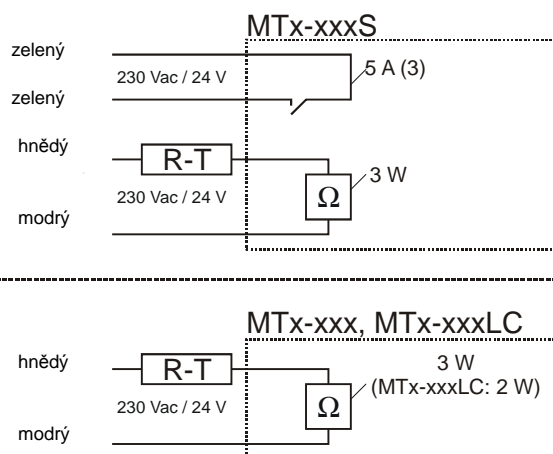 MTx-xxxS
zelený
230 Vac / 24 V
5 A (3)
zelený
hnědý
R-T
3 W
230 Vac / 24 V
Ω
modrý
MTx-xxx, MTx-xxxLC
hnědý
R-T
3 W
(MTx-xxxLC: 2 W)
230 Vac / 24 V
Ω
modrý